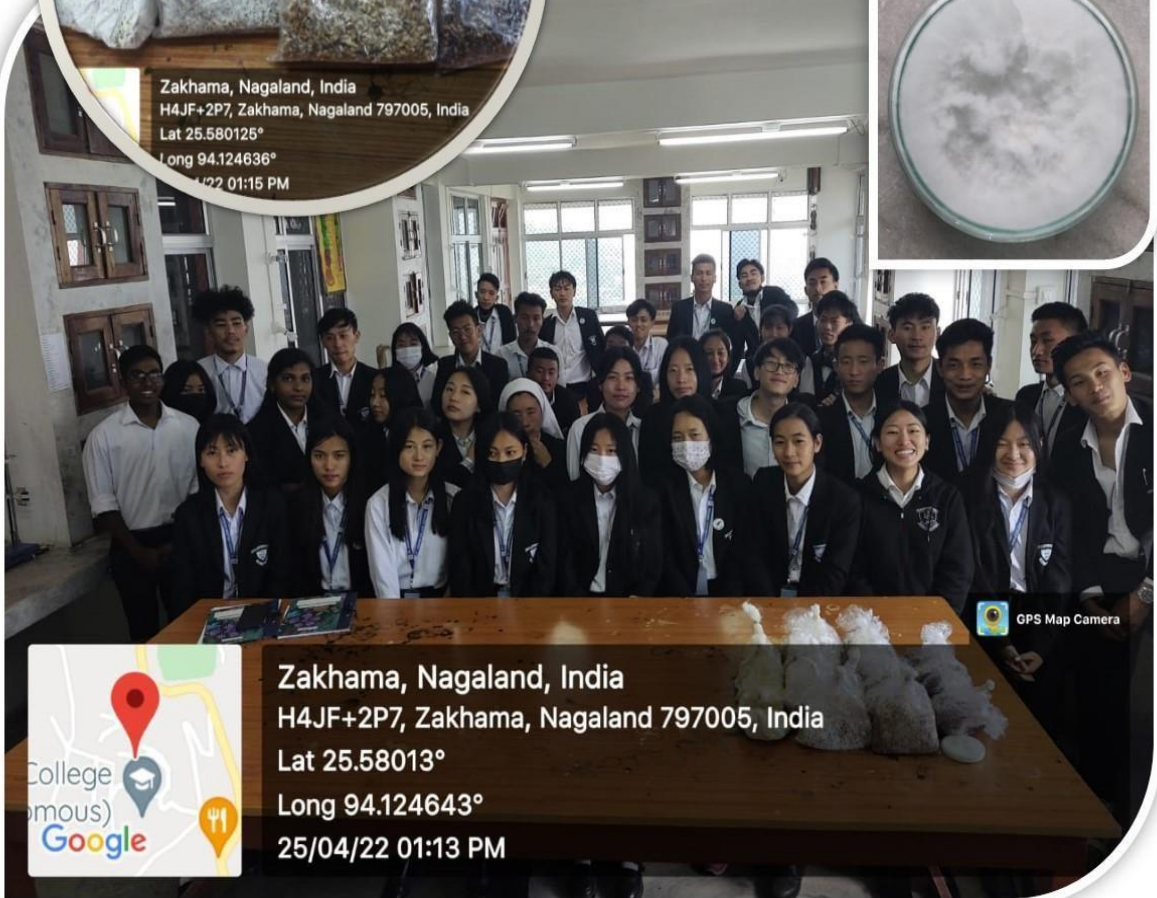 Zakhama, Nagaland, India
H4JF+2P7, Zakhama, Nagaland 797005, India
Lat 25.580125°
Long 94.124636°
/22 01:15 PM
GPS Map Camera
College
omous)
Google
Zakhama, Nagaland, India
H4JF+2P7, Zakhama, Nagaland 797005, India
Lat 25.58013°
Long 94.124643°
25/04/22 01:13 PM